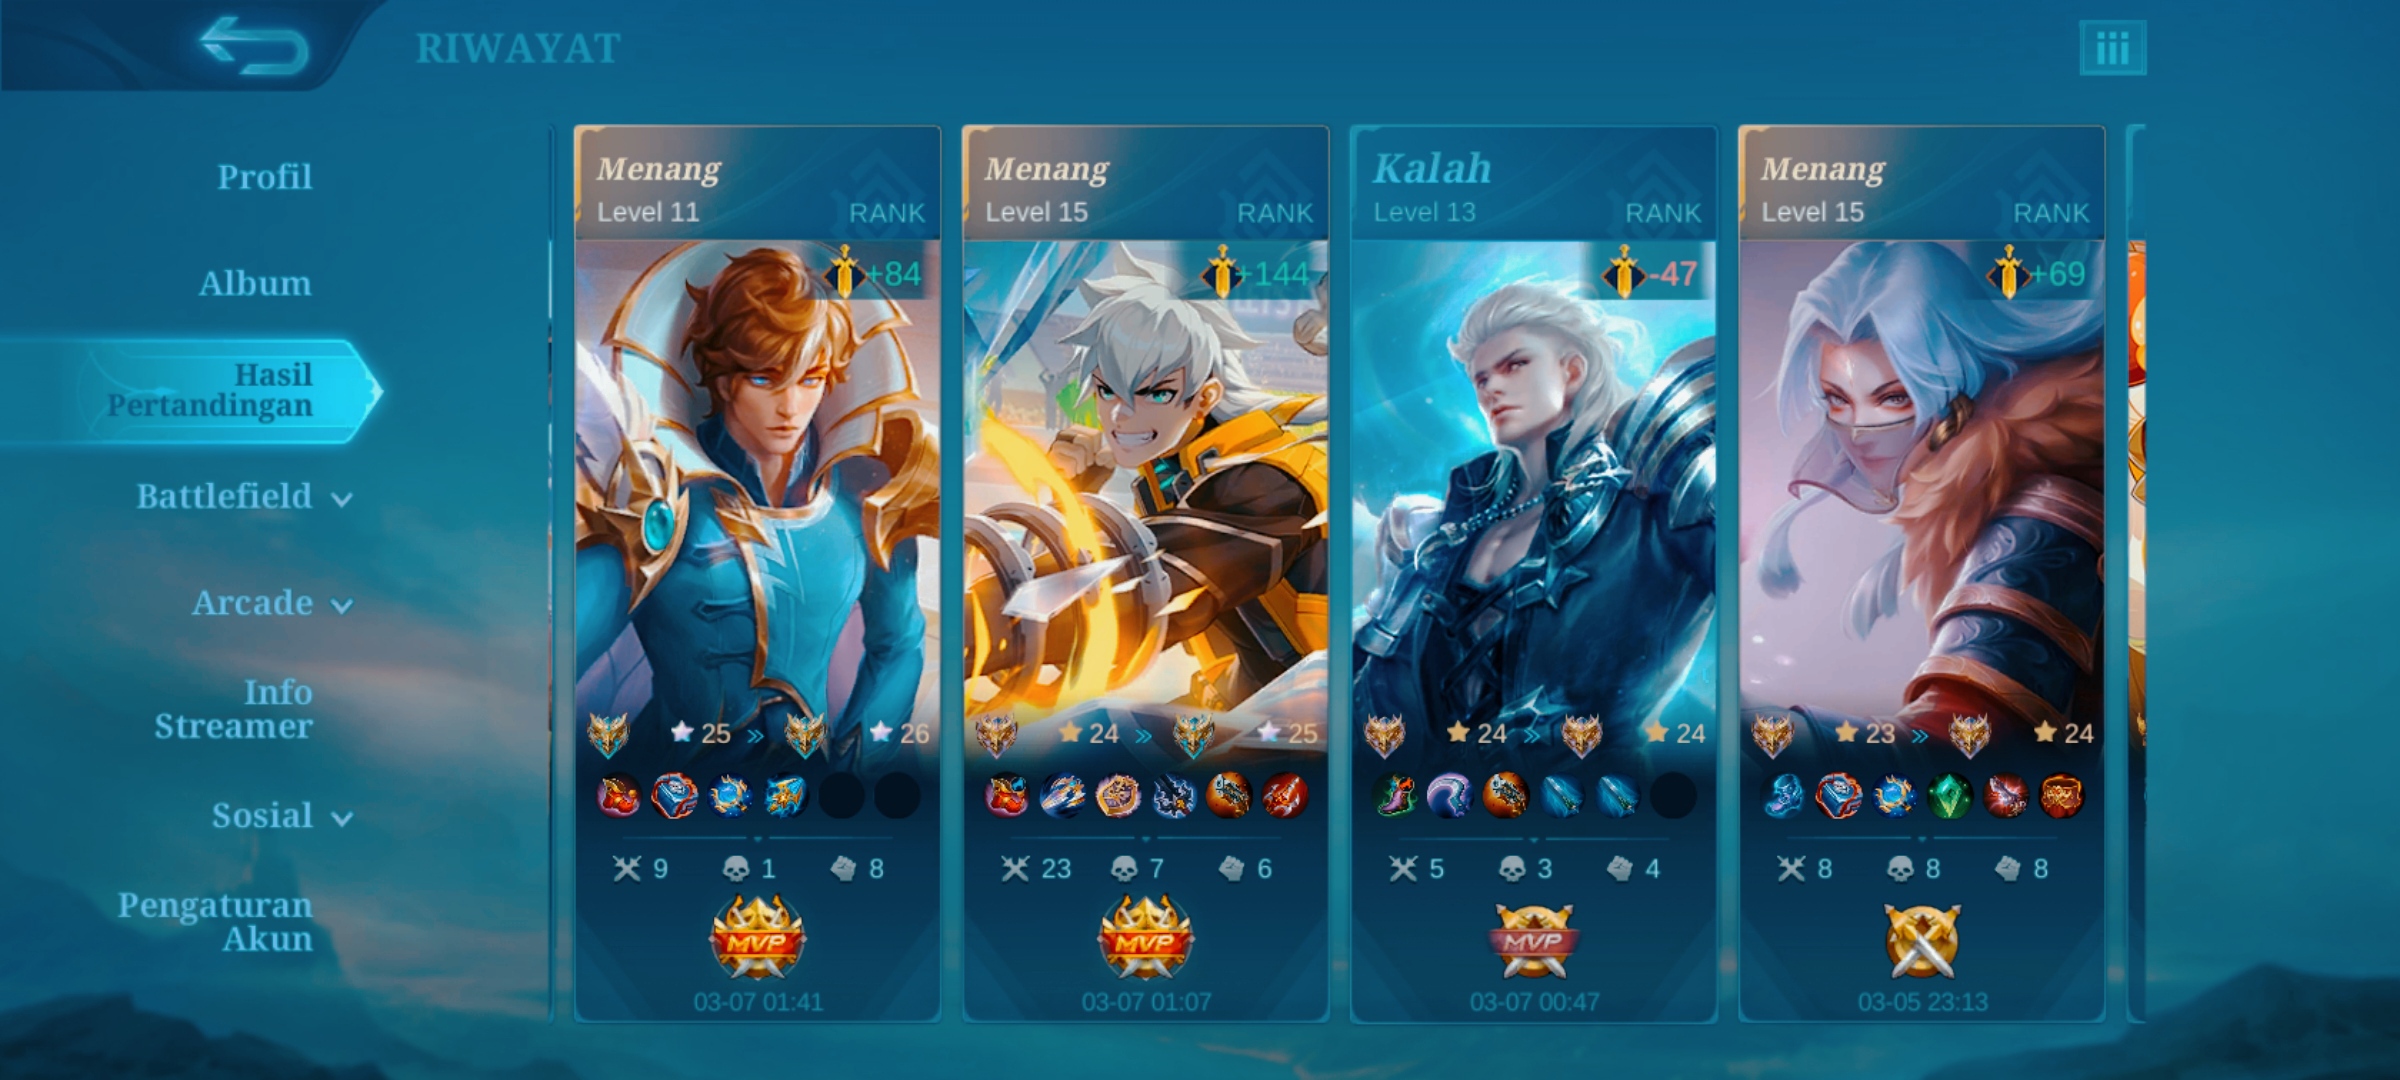 RIWAYAT
Profil
Album
Hasil
Pertandingan
Battlefield
Arcade
Info
Streamer
Sosial
Pengaturan
Akun
Menang
Level 11
RANK
+84
25
26
9
1
8
MVP
03-07 01:41
Menang
Level 15
RANK
+144
24
25
23
7
6
MVP
03-07 01:07
Kalah
Level 13
RANK
-47
24
24
5
3
4
MVP
03-07 00:47
Menang
Level 15
RANK
+69
23
24
8
8
8
03-05 23:13